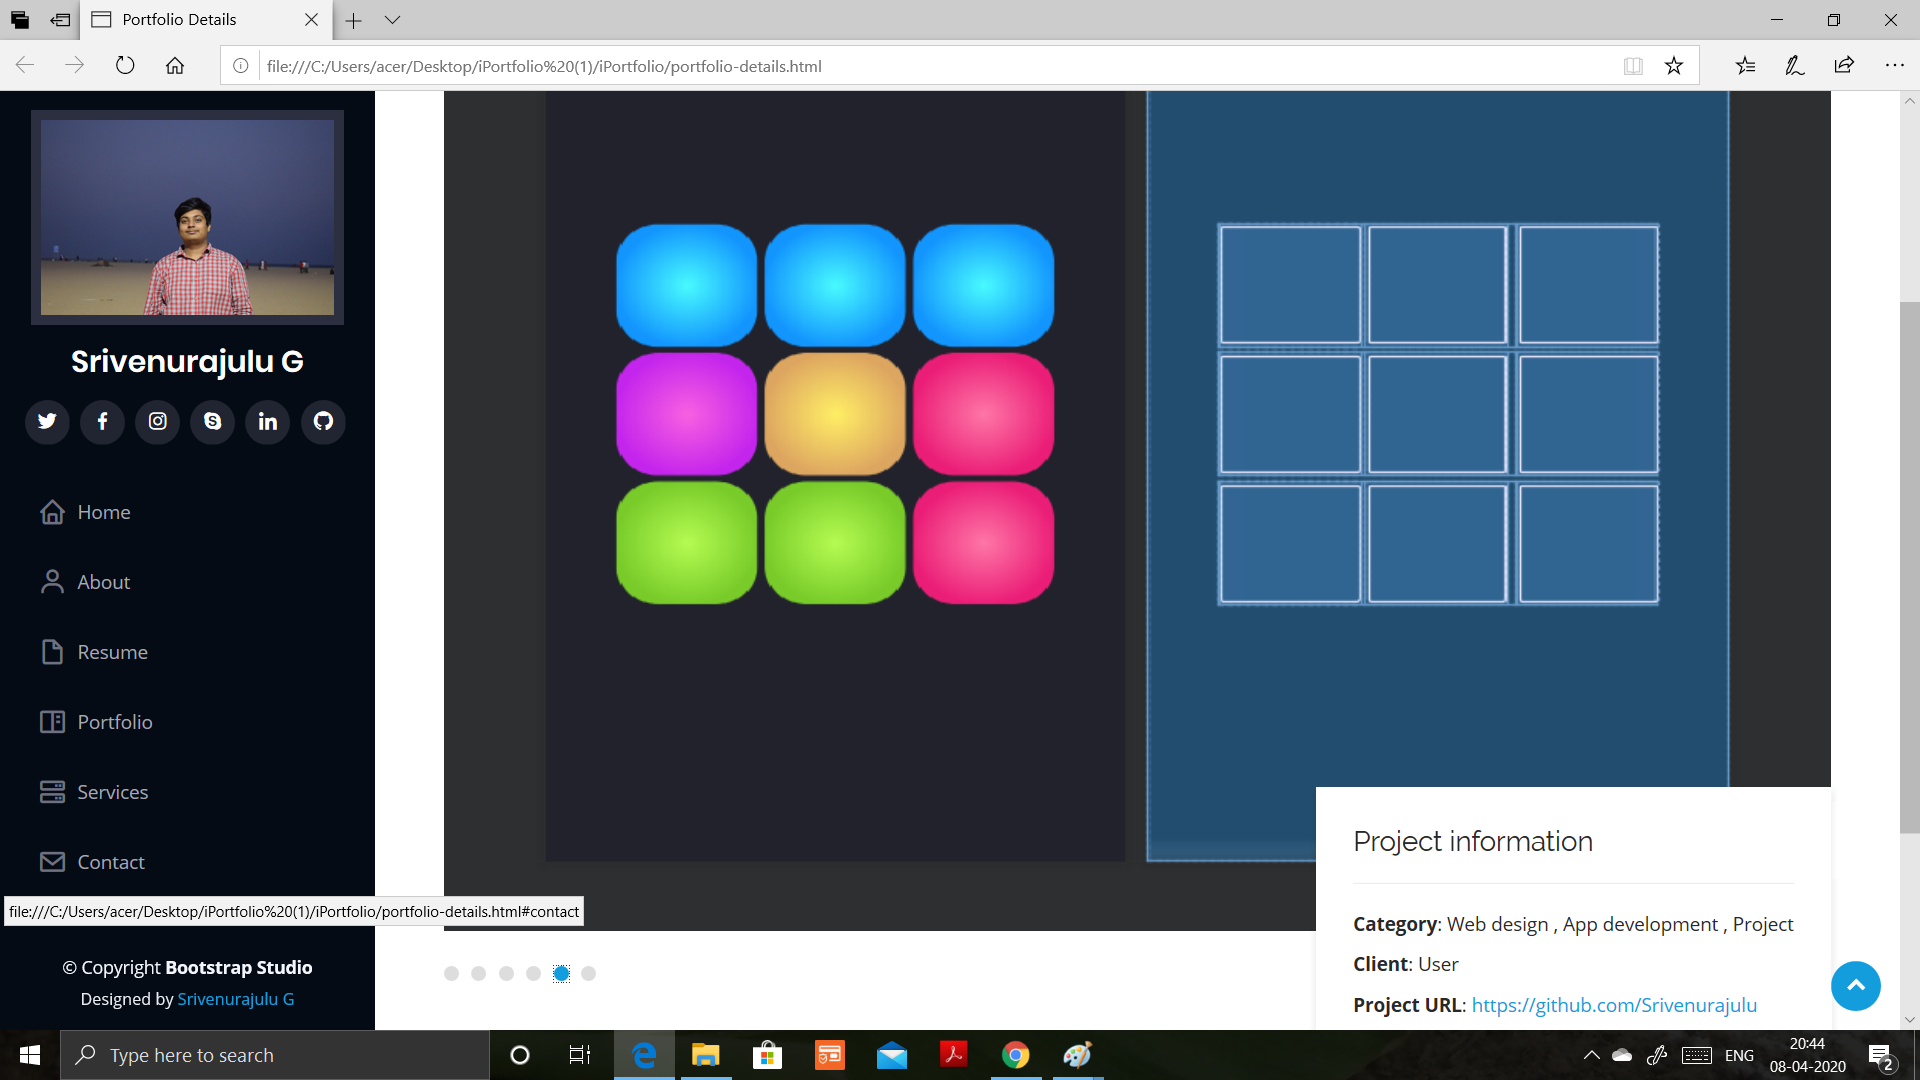 Portfolio Details
file:///C:/Users/acer/Desktop/iPortfolio%20(1)/iPortfolio/portfolio-details.html
Srivenurajulu G
Home
About
Resume
Portfolio
Services
Contact
file:///C:/Users/acer/Desktop/iPortfolio%20(1)/iPortfolio/portfolio-details.html#contact
© Copyright Bootstrap Studio
Designed by Srivenurajulu G
Project information
Category: Web design , App development , Project
Client: User
Project URL: https://github.com/Srivenurajulu
Type here to search
ENG
20:44
08-04-2020
2